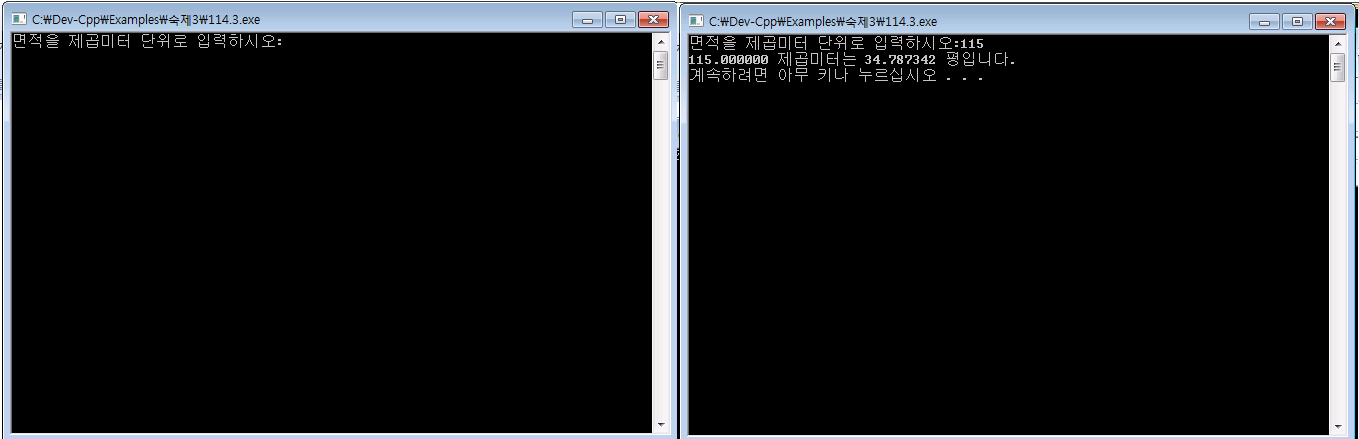 C:\Dev-Cpp\Examples\숙제3\114.3.exe
면적을 제곱미터 단위로 입력하시오:
C:\Dev-Cpp\Examples\숙제3\114.3.exe
면적을 제곱미터 단위로 입력하시오:115
115.000000 제곱미터는 34.787342 평입니다.
계속하려면 아무 키나 누르십시오 . . .